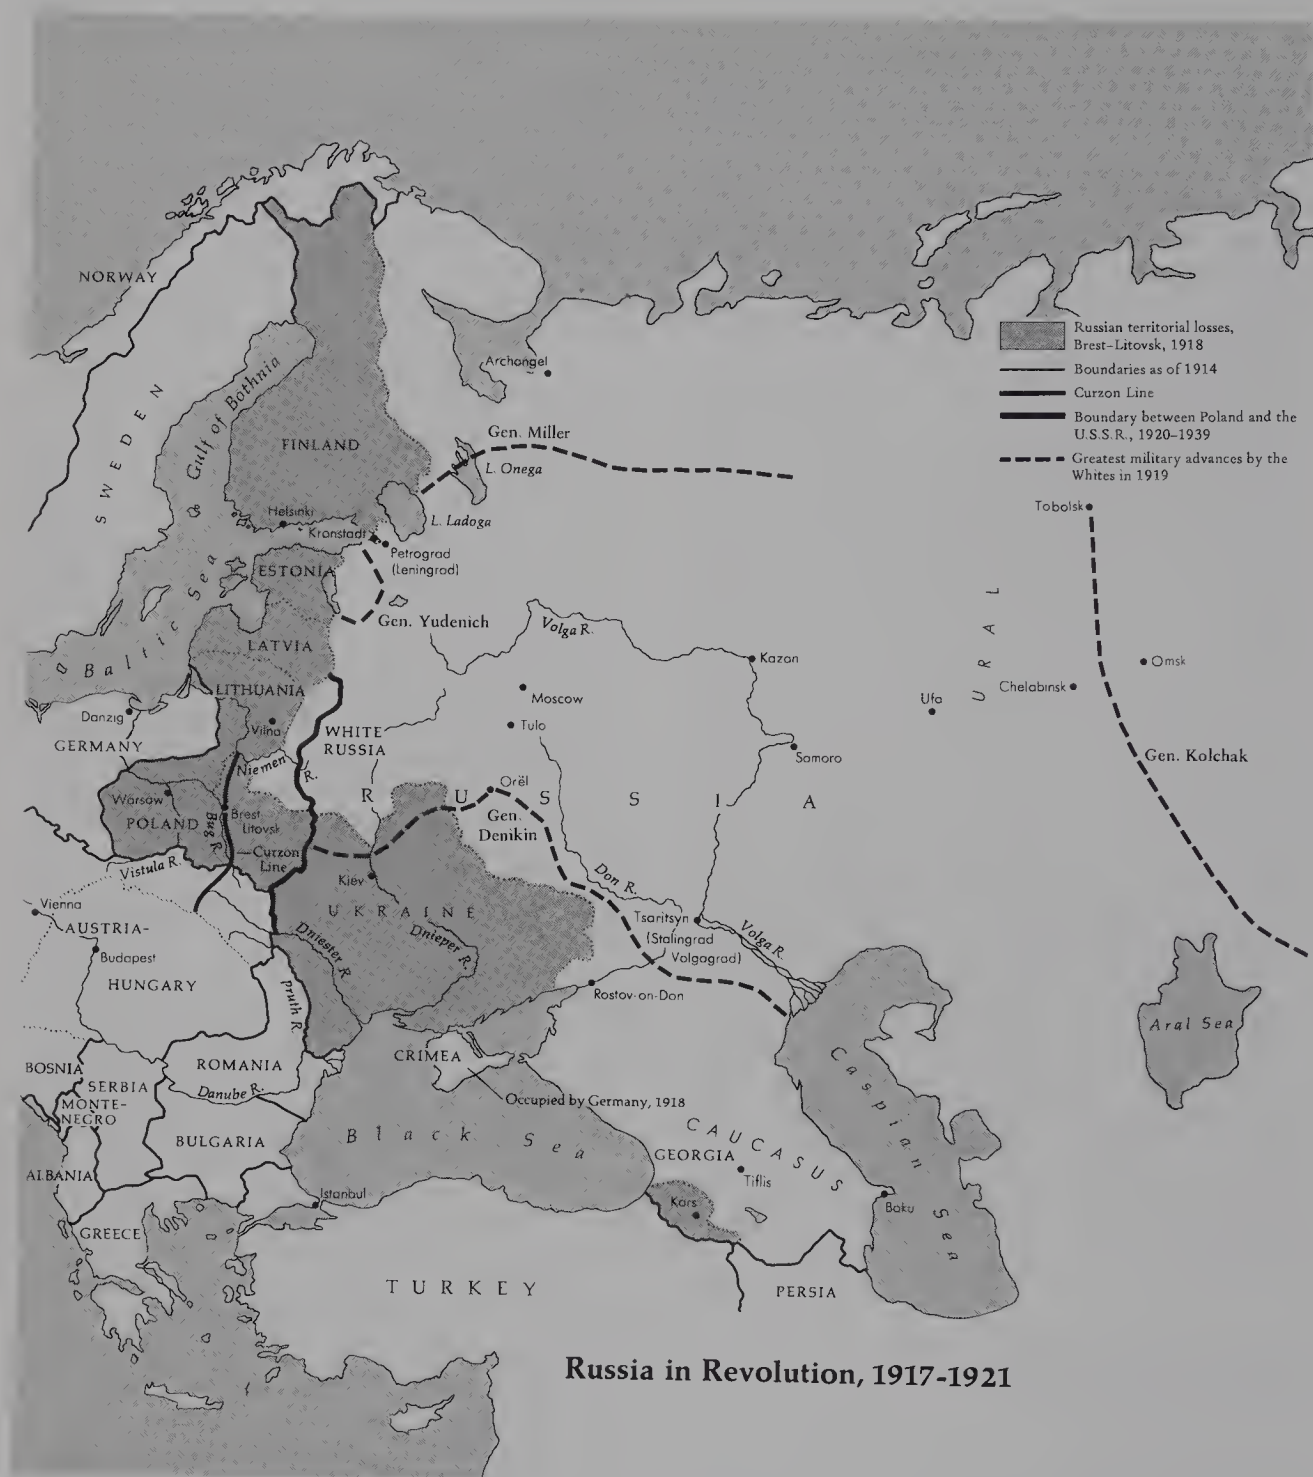 NORWAY
SWEDEN
Gulf of Bothnia
FINLAND
Archangel
Gen. Miller
L. Onega
L. Ladoga
Helsinki
Kronstadt
Petrograd
(Leningrad)
ESTONIA
Gen. Yudenich
Baltic Sea
LATVIA
LITHUANIA
Volga R.
Kazan
Moscow
Tulo
Danzig
GERMANY
Vilna
WHITE
RUSSIA
Niemen R.
Samoro
Ufa
URAL
Chelabinsk
Omsk
Tobolsk
Gen. Kolchak
Russian territorial losses,
Brest-Litovsk, 1918
Boundaries as of 1914
Curzon Line
Boundary between Poland and the
U.S.S.R., 1920-1939
Greatest military advances by the
Whites in 1919
RUSSIA
Orël
Gen.
Denikin
Warsaw
POLAND
Bug R.
Brest
Litovsk
Curzon
Line
Vistula R.
Kiev
UKRAINE
Dnieper R.
Dniester R
Don R.
Tsaritsyn
(Stalingrad
Volgagrad)
Volga R.
Rostov-on-Don
Vienna
AUSTRIA-
Budapest
HUNGARY
Pruth R.
BOSNIA
SERBIA
MONTE-
NEGRO
ROMANIA
Danube R.
BULGARIA
ALBANIA
GREECE
CRIMEA
Occupied by Germany, 1918
Black Sea
Istanbul
CAUCASUS
GEORGIA
Tiflis
Kars
Baku
Caspian Sea
Aral Sea
TURKEY
PERSIA
Russia in Revolution, 1917-1921